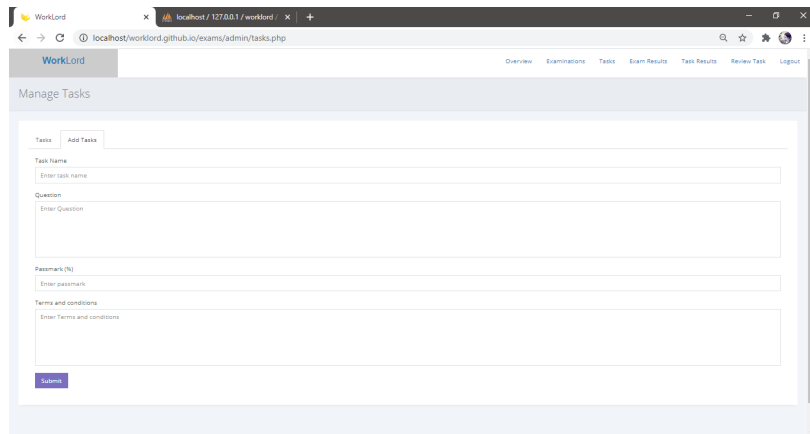 WorkLord
localhost / 127.0.0.1 / worklord /
localhost/worklord.github.io/exams/admin/tasks.php
WorkLord
Overview Examinations Tasks Exam Results Task Results Review Task Logout
Manage Tasks
Tasks Add Tasks
Task Name
Enter task name
Question
Enter Question
Passmark (%)
Enter passmark
Terms and conditions
Enter Terms and conditions
Submit